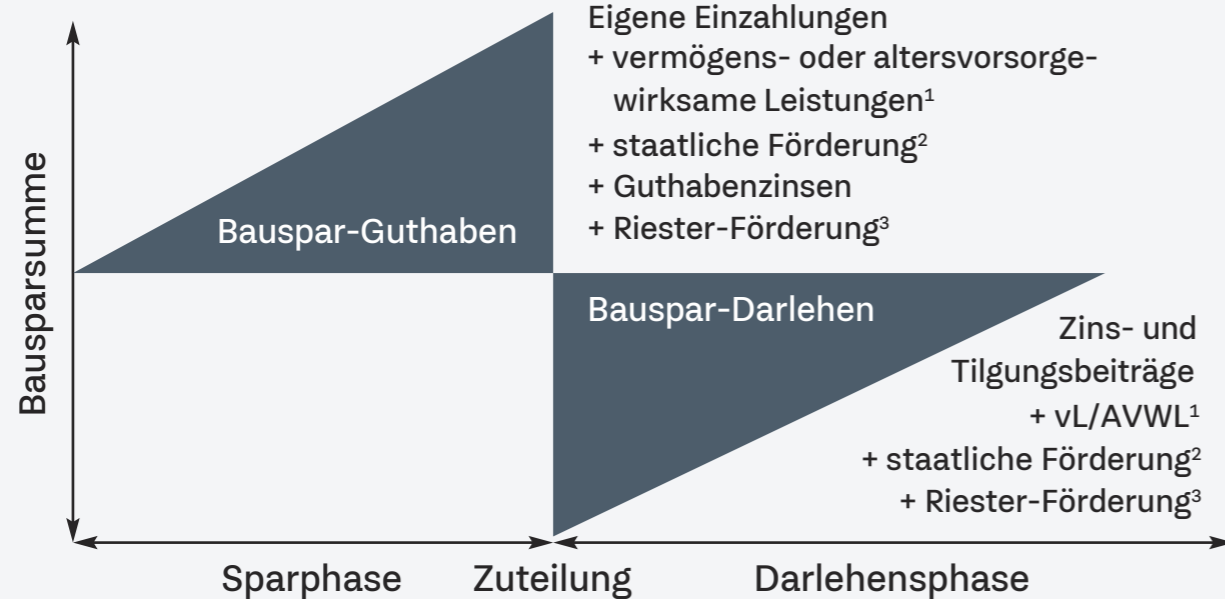 Eigene Einzahlungen
+ vermögens- oder altersvorsorge-
wirksame Leistungen¹
+ staatliche Förderung²
+ Guthabenzinsen
+ Riester-Förderung³
Bausparsumme
Bauspar-Guthaben
Bauspar-Darlehen
Zins- und
Tilgungsbeiträge
+ vL/AVWL¹
+ staatliche Förderung²
+ Riester-Förderung³
Sparphase
Zuteilung
Darlehensphase